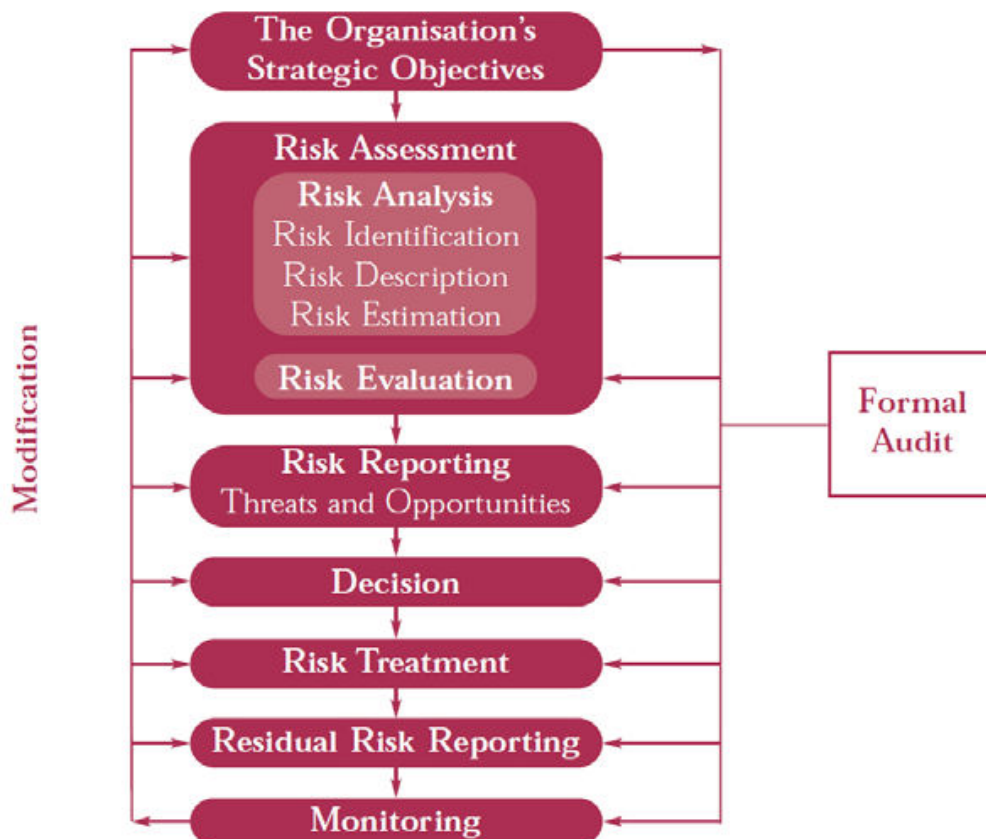 The Organisation's
Strategic Objectives
Risk Assessment
Risk Analysis
Risk Identification
Risk Description
Risk Estimation
Risk Evaluation
Risk Reporting
Threats and Opportunities
Decision
Risk Treatment
Residual Risk Reporting
Monitoring
Modification
Formal
Audit